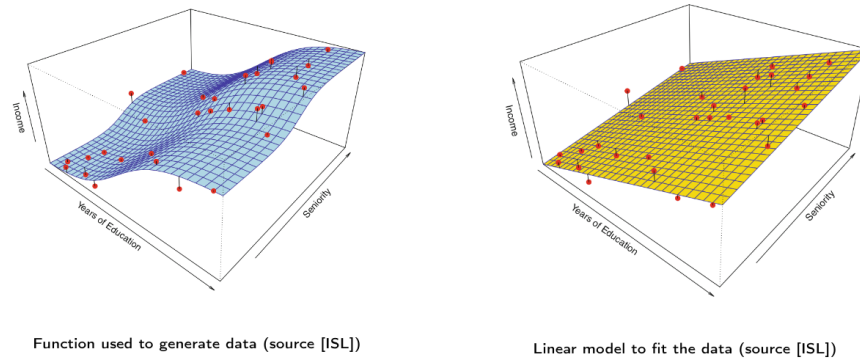 Income
Years of Education
Seniority
Function used to generate data (source [ISL])
Income
Years of Education
Seniority
Linear model to fit the data (source [ISL])